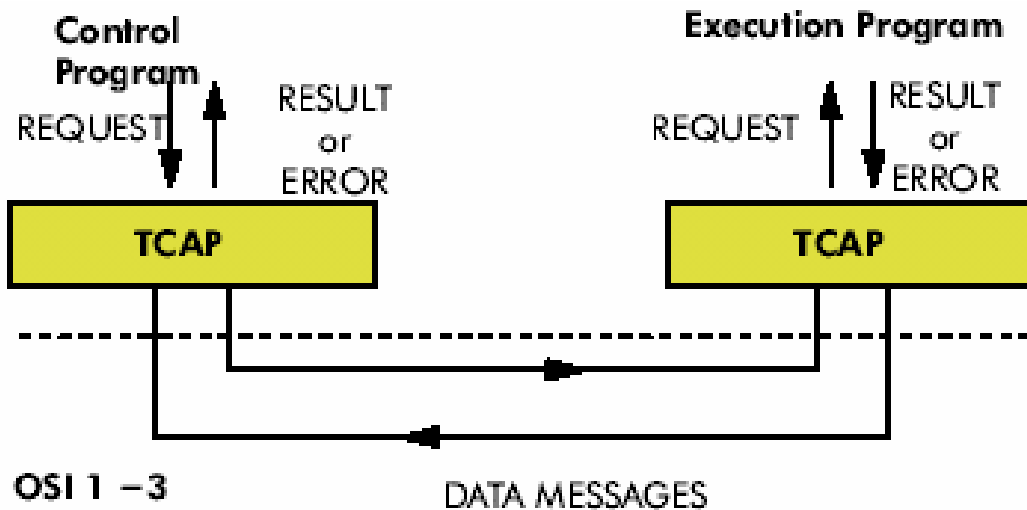 Control
Program
Execution Program
REQUEST
RESULT
or
ERROR
REQUEST
RESULT
or
ERROR
TCAP
TCAP
OSI 1 –3
DATA MESSAGES